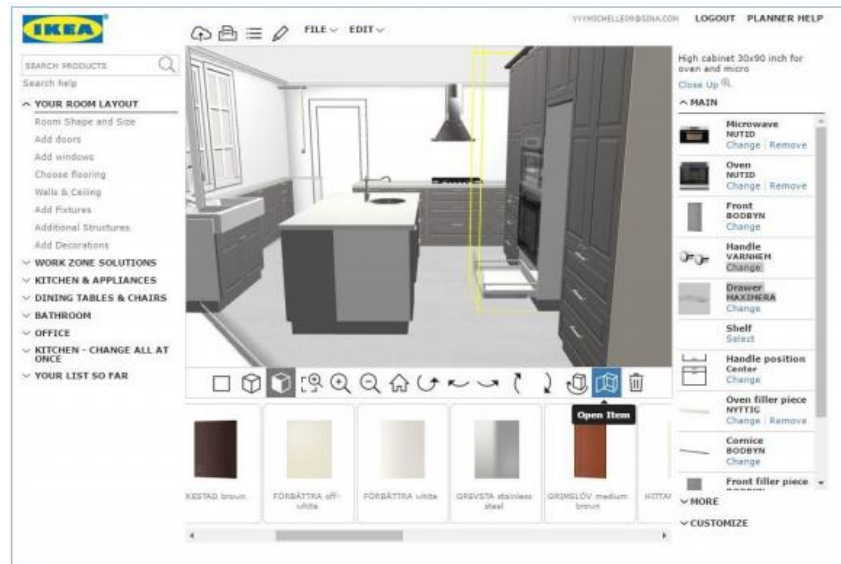 IKEA
FILE EDIT
YYYROCHELLE09@SINA.COM LOGOUT PLANNER HELP
SEARCH PRODUCTS
Search help
YOUR ROOM LAYOUT
Room Shape and Size
Add doors
Add windows
Choose flooring
Walls & Ceiling
Add Fixtures
Additional Structures
Add Decorations
WORK ZONE SOLUTIONS
KITCHEN & APPLIANCES
DINING TABLES & CHAIRS
BATHROOM
OFFICE
KITCHEN - CHANGE ALL AT
ONCE
YOUR LIST SO FAR
High cabinet 30x90 inch for
oven and micro
Close Up
MAIN
Microwave
NUTID
Change | Remove
Oven
NUTID
Change | Remove
Front
BODBYN
Change
Handle
VARNHEM
Change
Drawer
MAXIMERA
Change
Shelf
Select
Handle position
Center
Change
Oven filler piece
NYTTIG
Change | Remove
Cornice
BODBYN
Change
Front filler piece
MORE
CUSTOMIZE
Open Item
KESTAD brown
FÖRBÄTTRA off-
white
FÖRBÄTTRA white
GREVSTA stainless
steel
GRIMSLÖV medium
brown
HITTAR